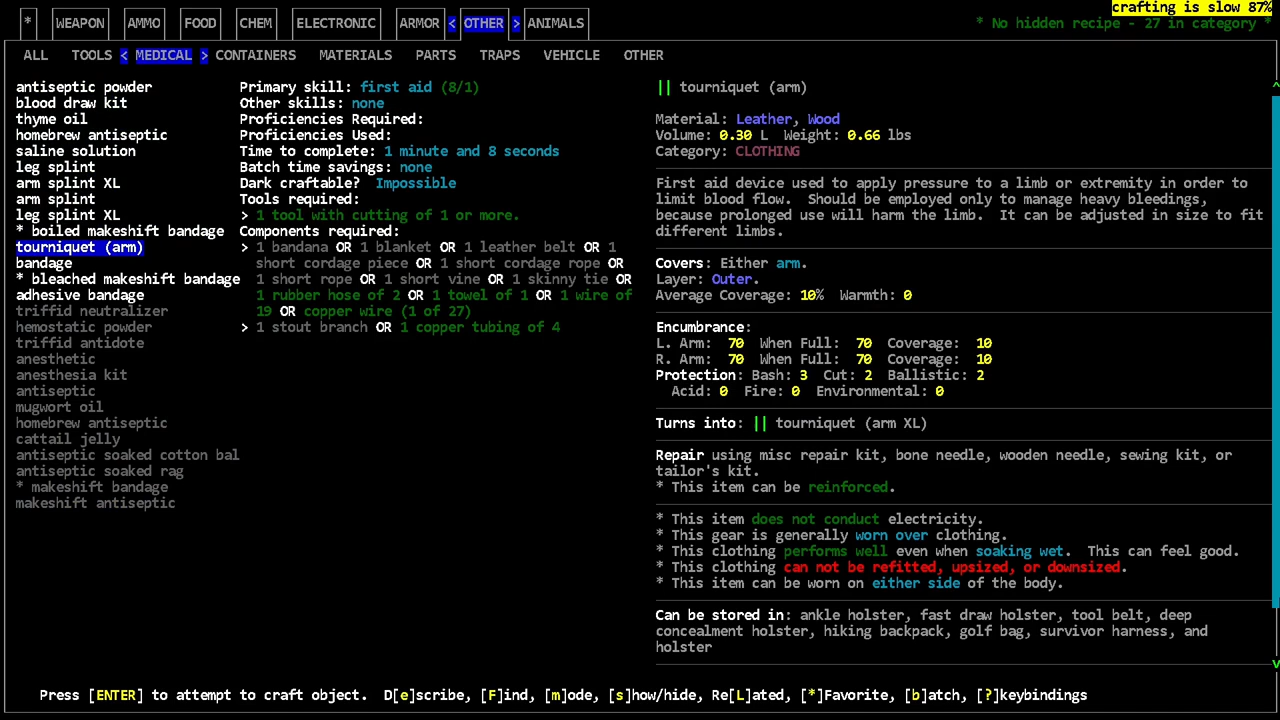 crafting is slow 87%
* WEAPON AMMO FOOD CHEM ELECTRONIC ARMOR < OTHER > ANIMALS
* No hidden recipe - 27 in category *
ALL TOOLS < MEDICAL > CONTAINERS MATERIALS PARTS TRAPS VEHICLE OTHER
antiseptic powder
blood draw kit
thyme oil
homebrew antiseptic
saline solution
leg splint
arm splint XL
arm splint
leg splint XL
* boiled makeshift bandage
tourniquet (arm)
bandage
* bleached makeshift bandage
adhesive bandage
triffid neutralizer
hemostatic powder
triffid antidote
anesthetic
anesthesia kit
antiseptic
mugwort oil
homebrew antiseptic
cattail jelly
antiseptic soaked cotton bal
antiseptic soaked rag
* makeshift bandage
makeshift antiseptic
Primary skill: first aid (8/1)
Other skills: none
Proficiencies Required:
Proficiencies Used:
Time to complete: 1 minute and 8 seconds
Batch time savings: none
Dark craftable? Impossible
Tools required:
> 1 tool with cutting of 1 or more.
Components required:
> 1 bandana OR 1 blanket OR 1 leather belt OR 1
short cordage piece OR 1 short cordage rope OR
1 short rope OR 1 short vine OR 1 skinny tie OR
1 rubber hose of 2 OR 1 towel of 1 OR 1 wire of
19 OR copper wire (1 of 27)
> 1 stout branch OR 1 copper tubing of 4
|| tourniquet (arm)
Material: Leather, Wood
Volume: 0.30 L Weight: 0.66 lbs
Category: CLOTHING
First aid device used to apply pressure to a limb or extremity in order to
limit blood flow. Should be employed only to manage heavy bleedings,
because prolonged use will harm the limb. It can be adjusted in size to fit
different limbs.
Covers: Either arm.
Layer: Outer.
Average Coverage: 10% Warmth: 0
Encumbrance:
L. Arm: 70 When Full: 70 Coverage: 10
R. Arm: 70 When Full: 70 Coverage: 10
Protection: Bash: 3 Cut: 2 Ballistic: 2
Acid: 0 Fire: 0 Environmental: 0
Turns into: || tourniquet (arm XL)
Repair using misc repair kit, bone needle, wooden needle, sewing kit, or
tailor's kit.
* This item can be reinforced.
* This item does not conduct electricity.
* This gear is generally worn over clothing.
* This clothing performs well even when soaking wet. This can feel good.
* This clothing can not be refitted, upsized, or downsized.
* This item can be worn on either side of the body.
Can be stored in: ankle holster, fast draw holster, tool belt, deep
concealment holster, hiking backpack, golf bag, survivor harness, and
holster
Press [ENTER] to attempt to craft object. D[e]scribe, [F]ind, [m]ode, [s]how/hide, Re[L]ated, [*]Favorite, [b]atch, [?]keybindings